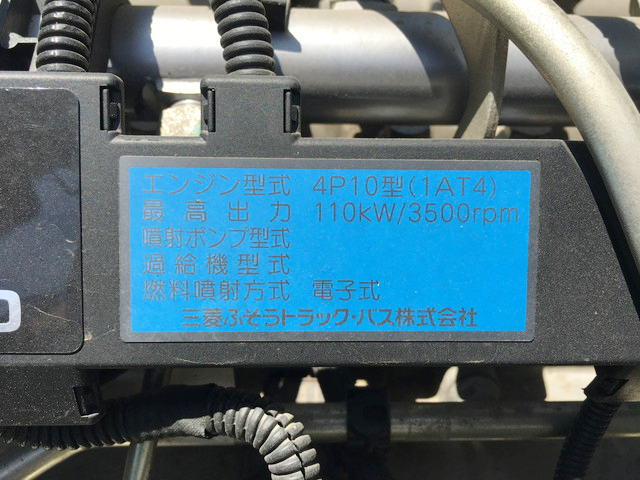 エンジン型式 4P10型(1AT4)
最高出力 110kW/3500rpm
噴射ポンプ型式
過給機型式
燃料噴射方式 電子式
三菱ふそうトラック・バス株式会社
0